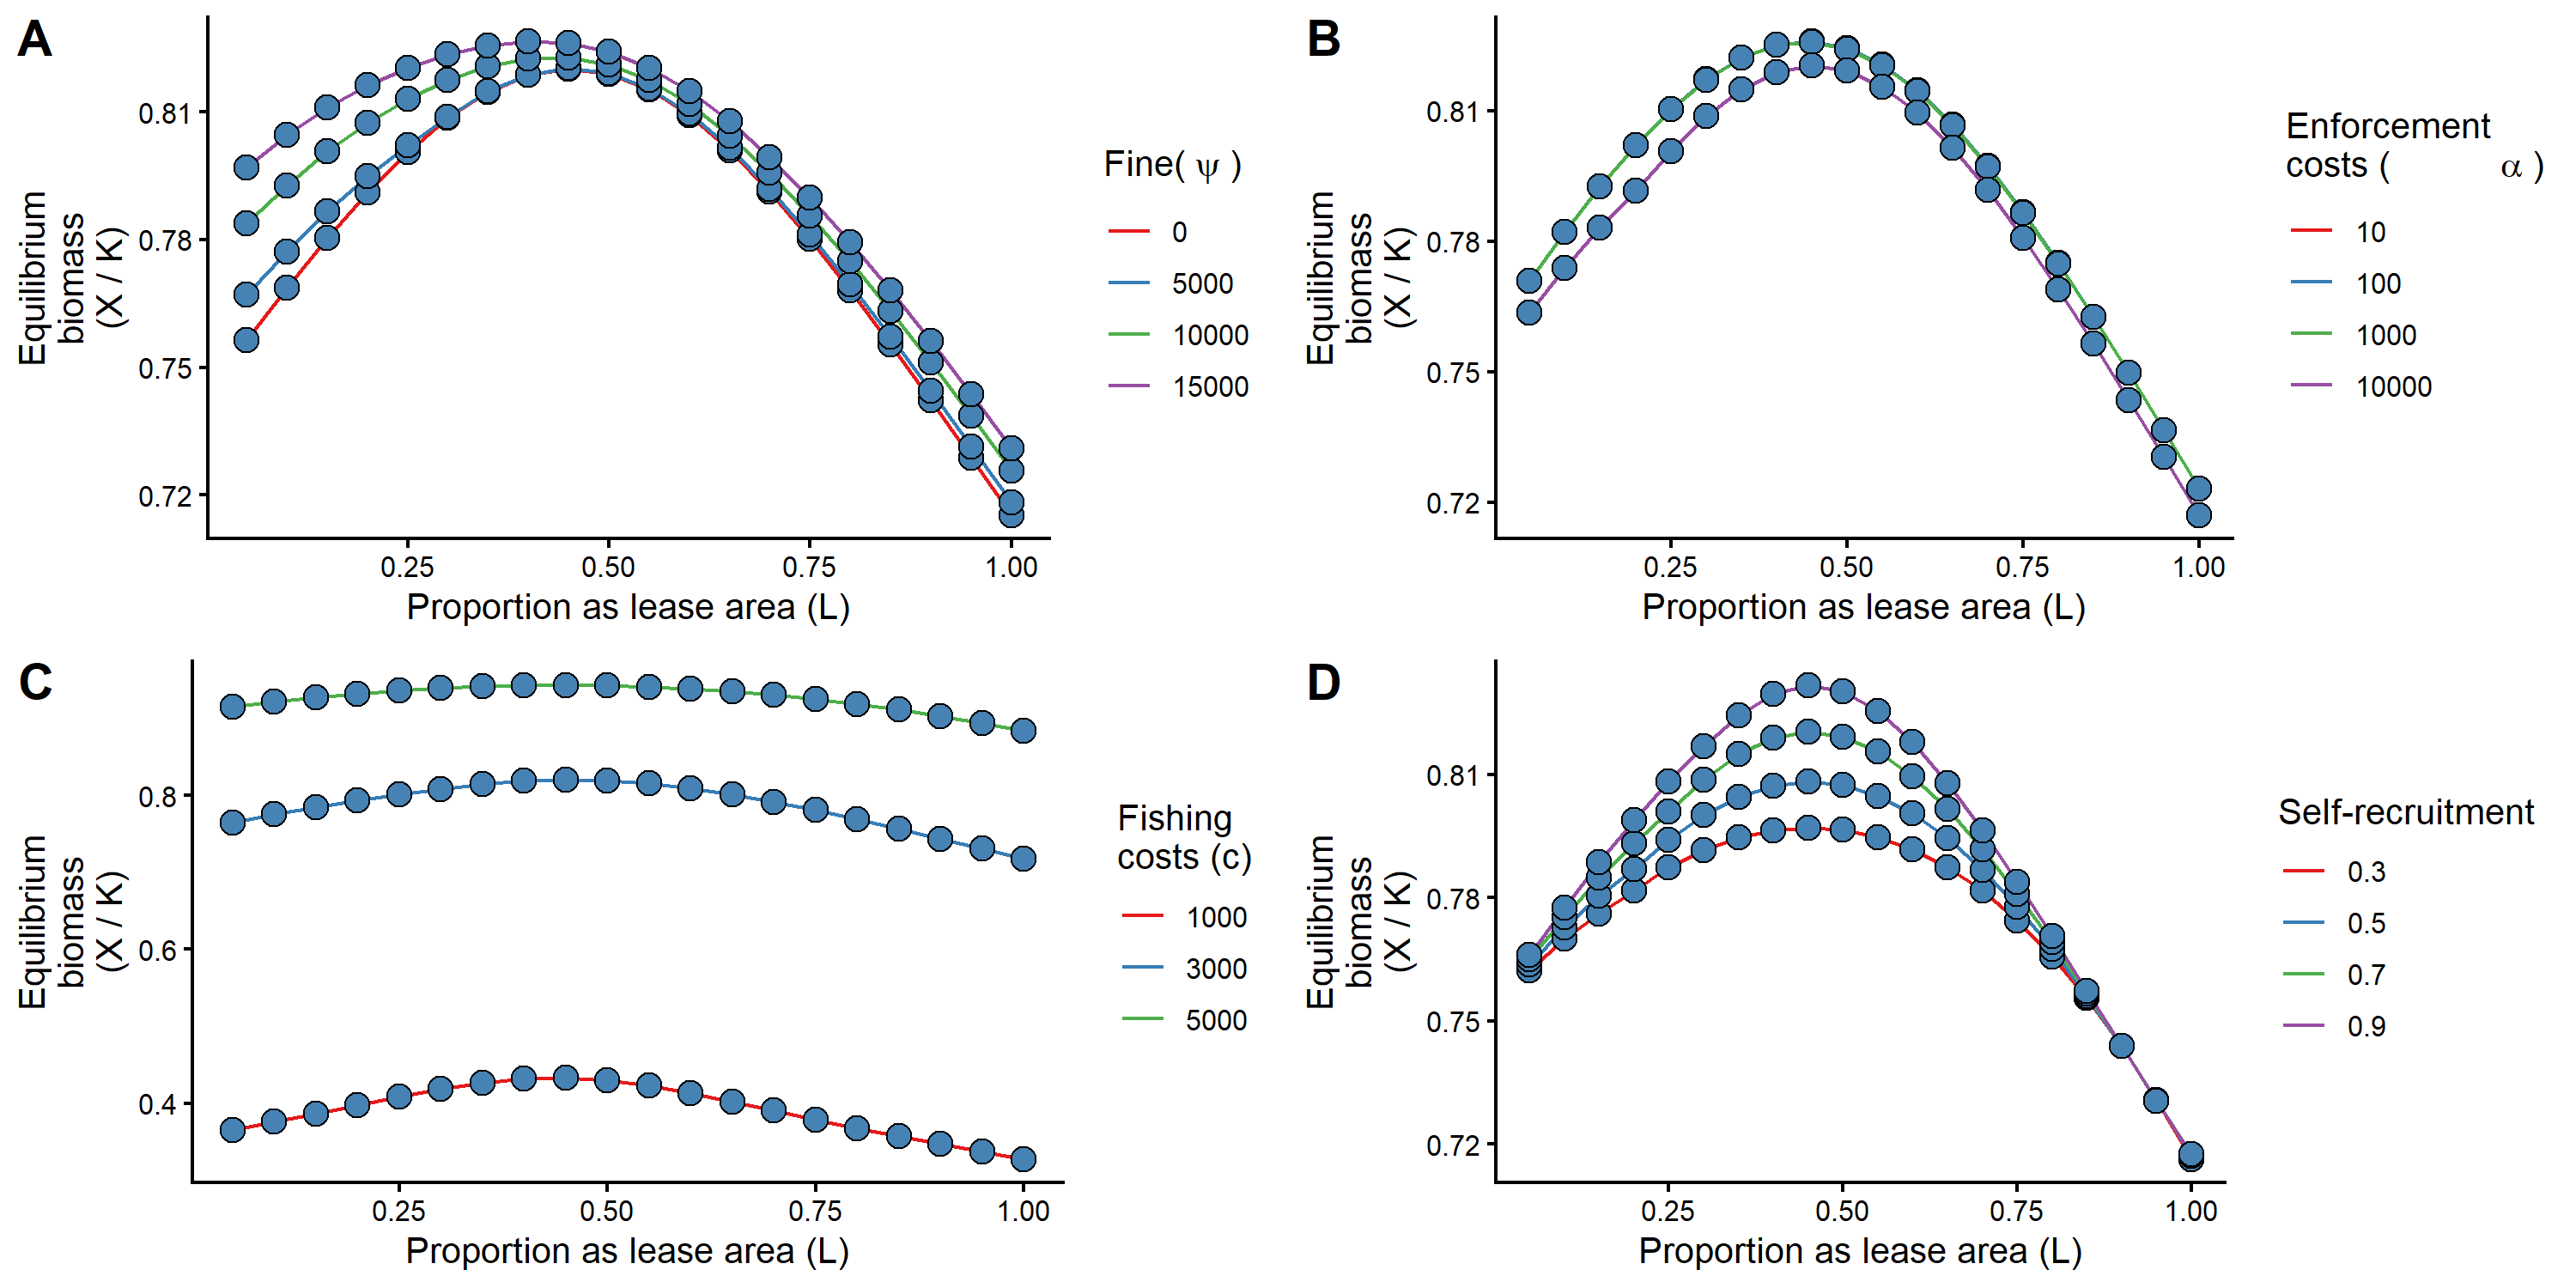 A
Equilibrium
biomass
(X / K)
0.81
0.78
0.75
0.72
0.25 0.50 0.75 1.00
Proportion as lease area (L)
Fine( ψ )
0
5000
10000
15000
B
Equilibrium
biomass
(X / K)
0.81
0.78
0.75
0.72
0.25 0.50 0.75 1.00
Proportion as lease area (L)
Enforcement
costs ( α )
10
100
1000
10000
C
Equilibrium
biomass
(X / K)
0.8
0.6
0.4
0.25 0.50 0.75 1.00
Proportion as lease area (L)
Fishing
costs (c)
1000
3000
5000
D
Equilibrium
biomass
(X / K)
0.81
0.78
0.75
0.72
0.25 0.50 0.75 1.00
Proportion as lease area (L)
Self-recruitment
0.3
0.5
0.7
0.9